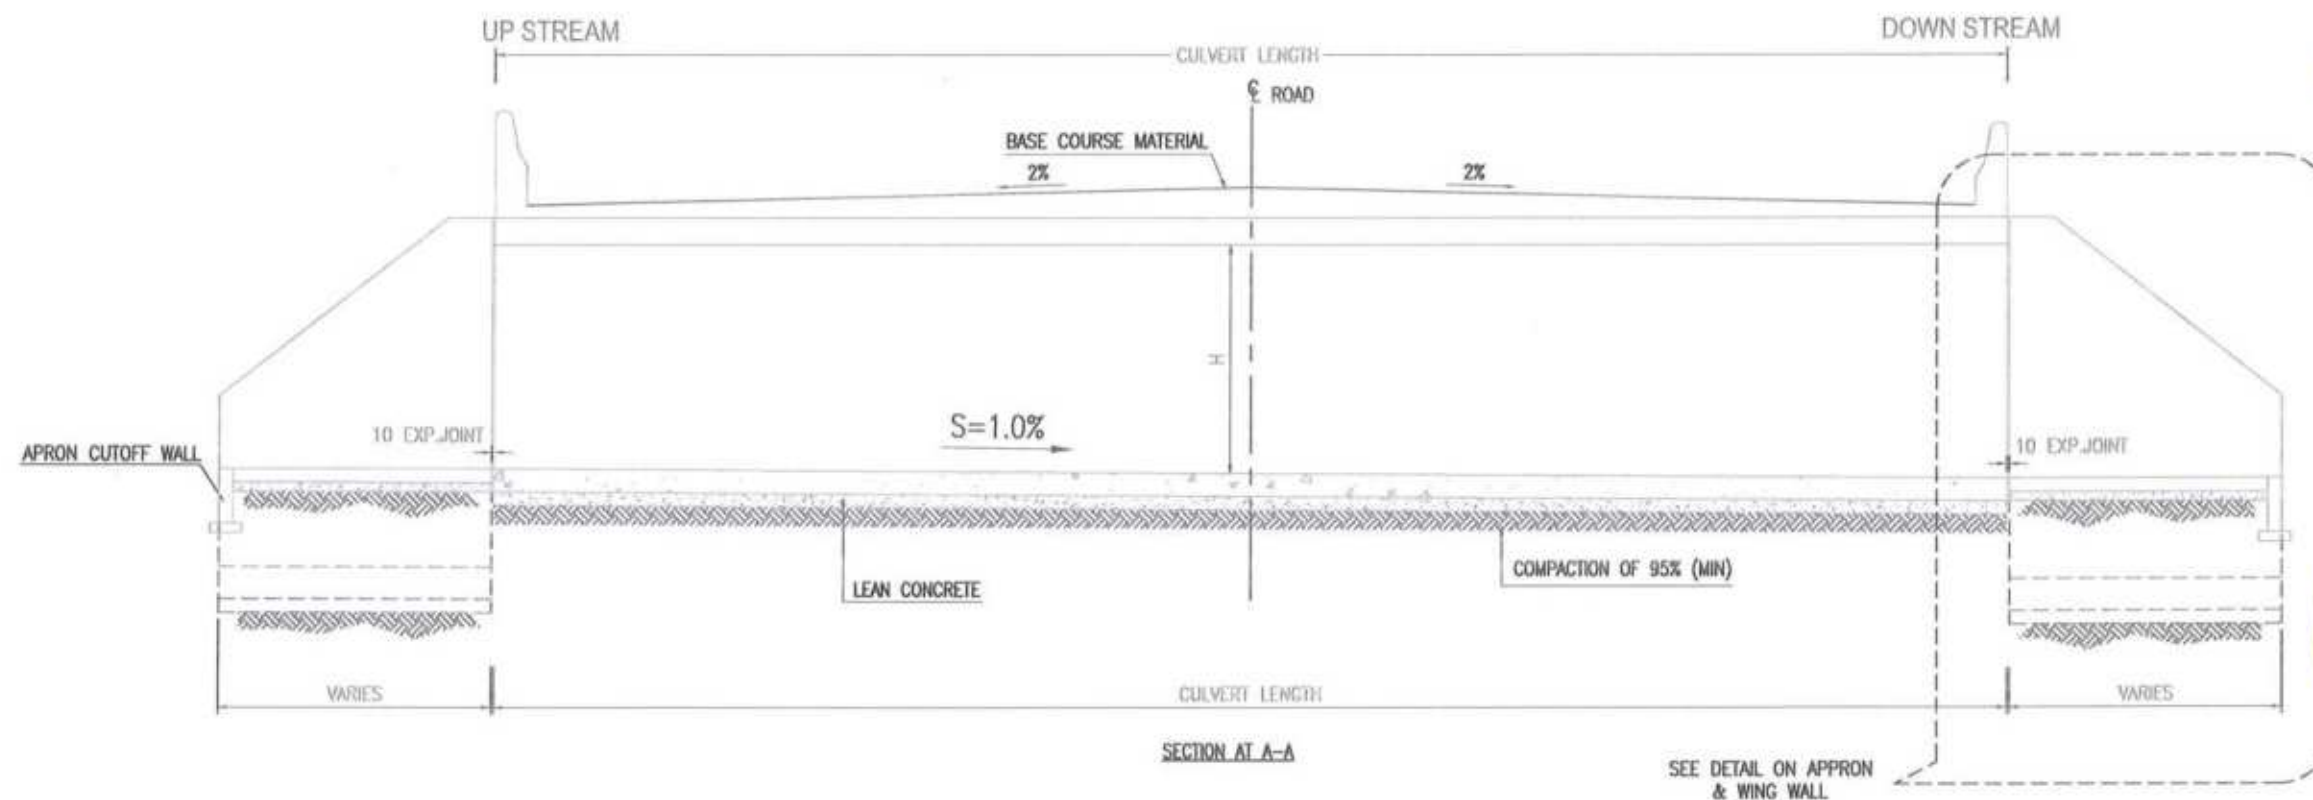 UP STREAM
DOWN STREAM
CULVERT LENGTH
℄ ROAD
BASE COURSE MATERIAL
2%
2%
H
S=1.0%
10 EXP.JOINT
10 EXP.JOINT
APRON CUTOFF WALL
LEAN CONCRETE
COMPACTION OF 95% (MIN)
VARIES
CULVERT LENGTH
VARIES
SECTION AT A-A
SEE DETAIL ON APPRON
& WING WALL